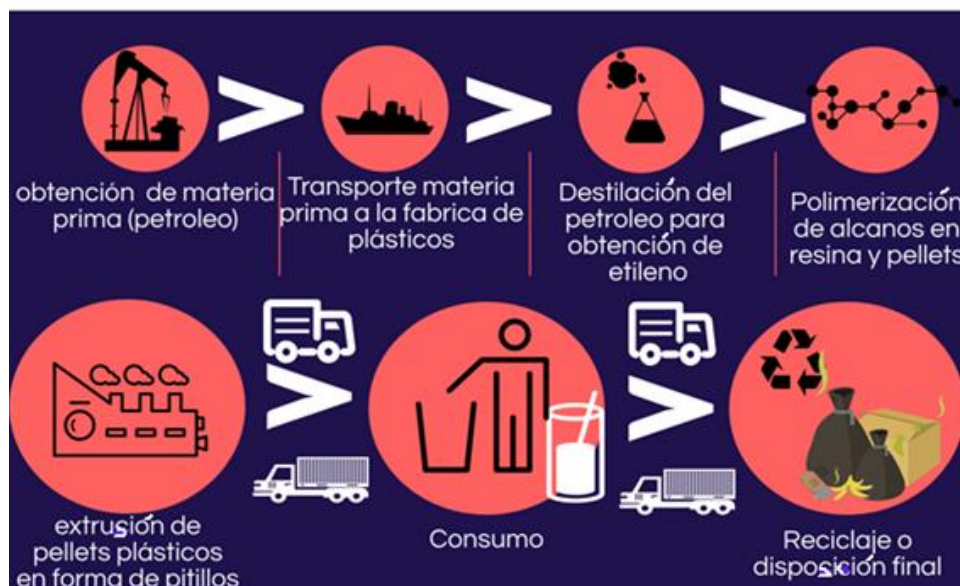 obtención de materia
prima (petroleo)
Transporte materia
prima a la fabrica de
plásticos
Destilación del
petroleo para
obtención de
etileno
Polimerización
de alcanos en
resina y pellets
extrusión de
pellets plásticos
en forma de pitillos
Consumo
Reciclaje o
disposición final